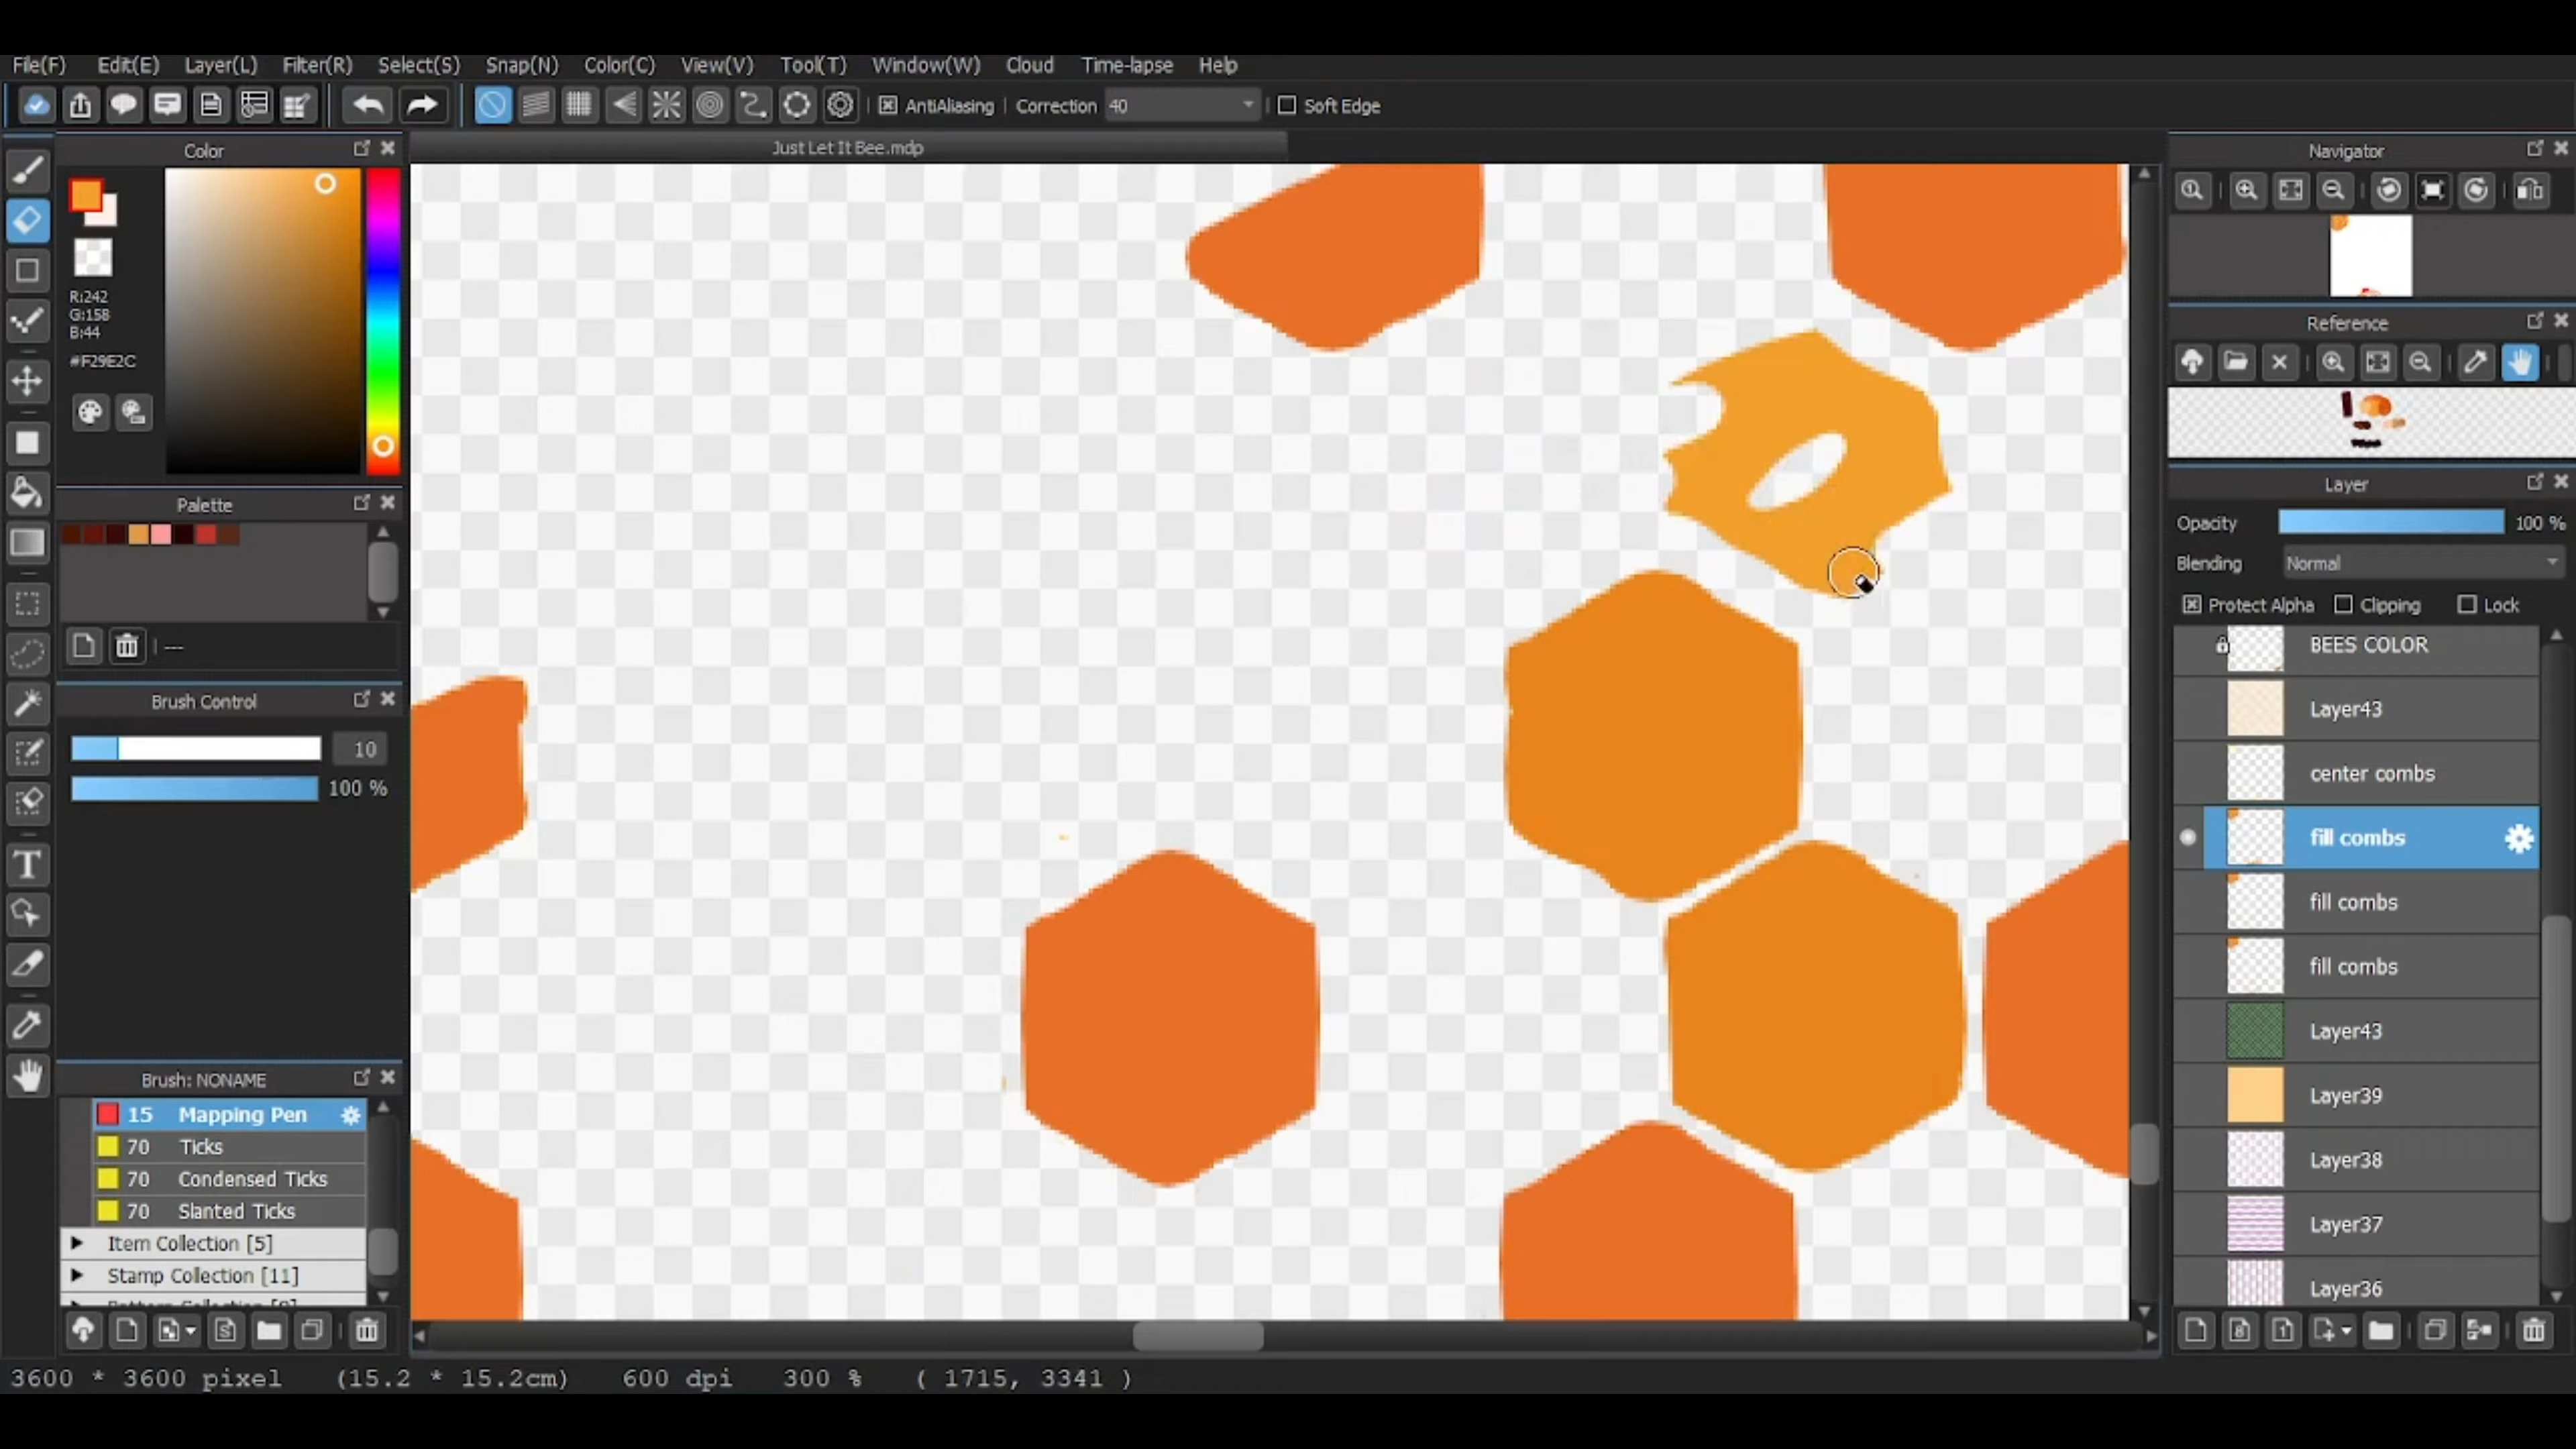 File(F) Edit(E) Layer(L) Filter(R) Select(S) Snap(N) Color(C) View(V) Tool(T) Window(W) Cloud Time-lapse Help
AntiAliasing Correction 40 Soft Edge
Color
Just Let It Bee.mdp
Navigator
R:242
G:158
B:44
#F29E2C
Reference
Palette
Layer
Opacity 100 %
Blending Normal
Protect Alpha Clipping Lock
---
BEES COLOR
Brush Control
Layer43
10
center combs
100 %
fill combs
fill combs
fill combs
Layer43
Brush: NONAME
Layer39
15 Mapping Pen
70 Ticks
Layer38
70 Condensed Ticks
70 Slanted Ticks
Layer37
Item Collection [5]
Stamp Collection [11]
Layer36
3600 * 3600 pixel (15.2 * 15.2cm) 600 dpi 300 % ( 1715, 3341 )